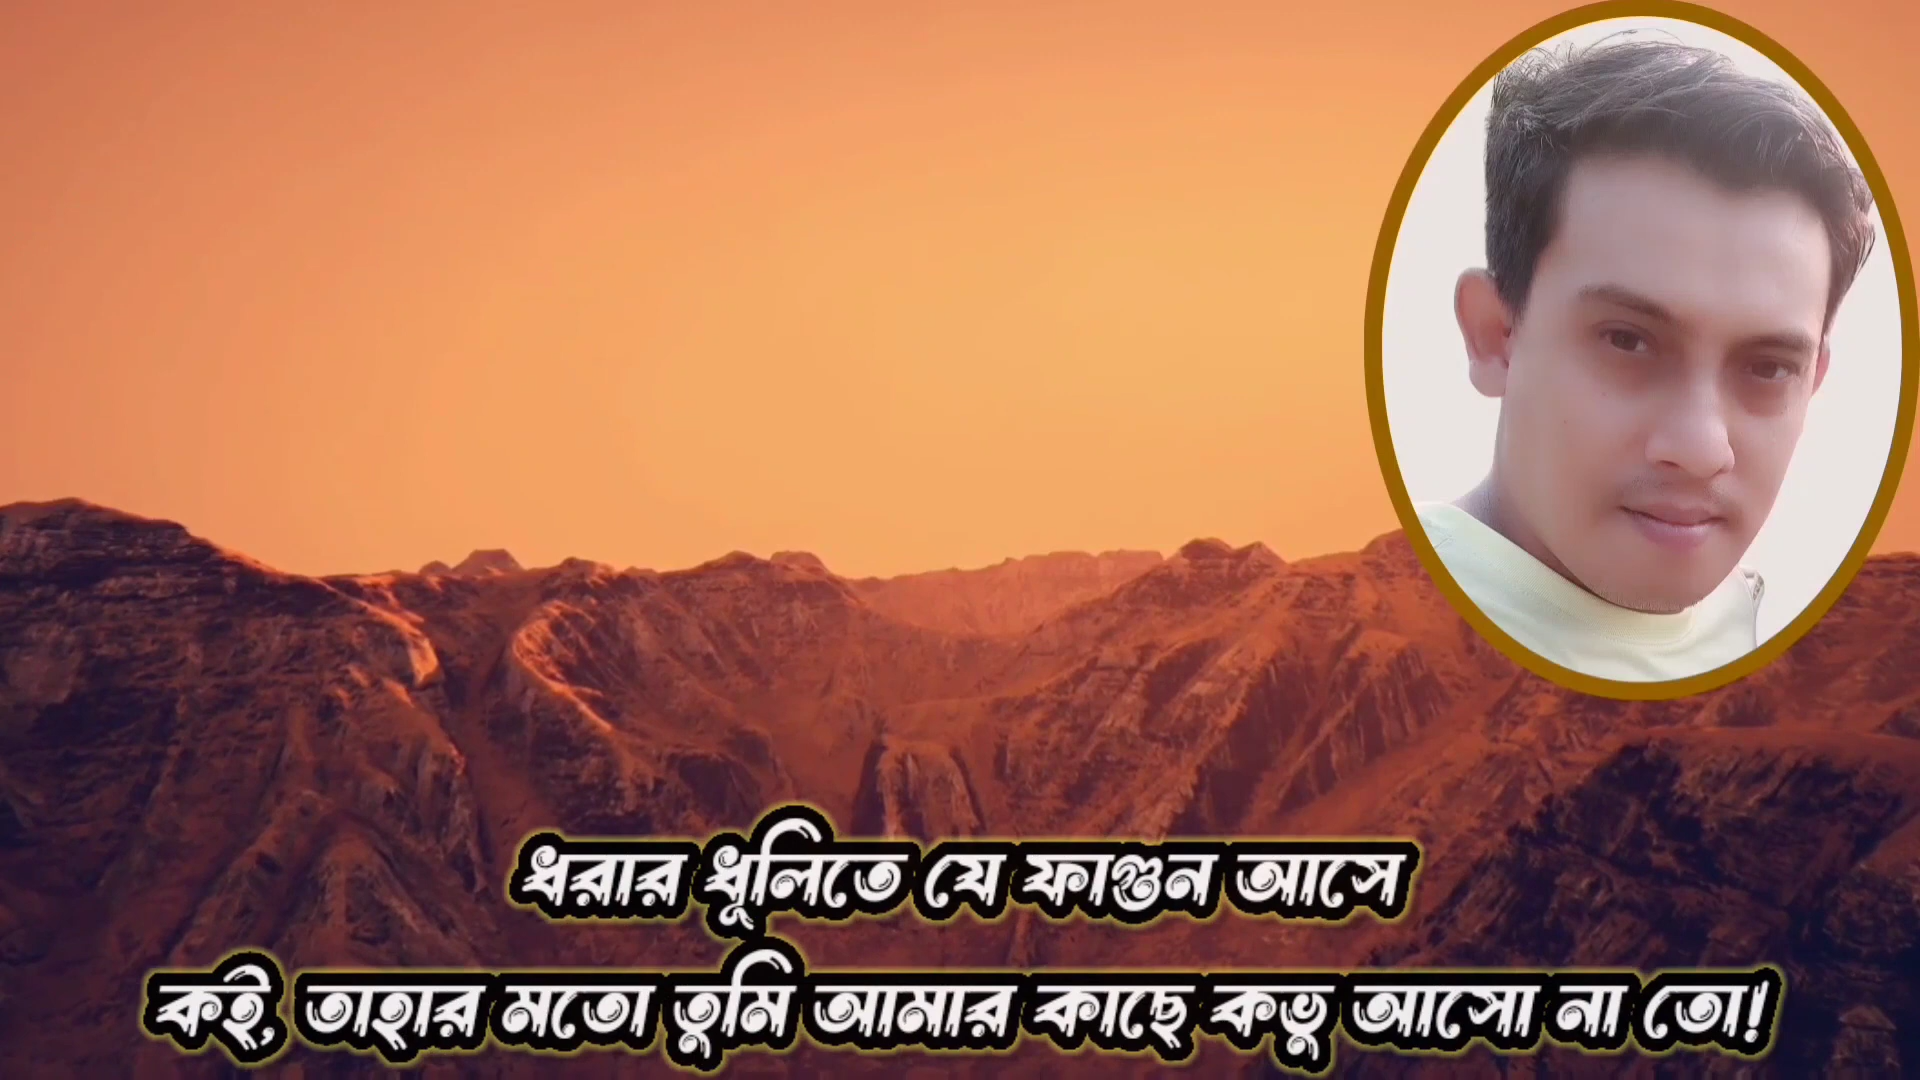 ধরার ধূলিতে যে ফাগুন আসে
কই, তাহার মতো তুমি আমার কাছে কভু আসো না তো!